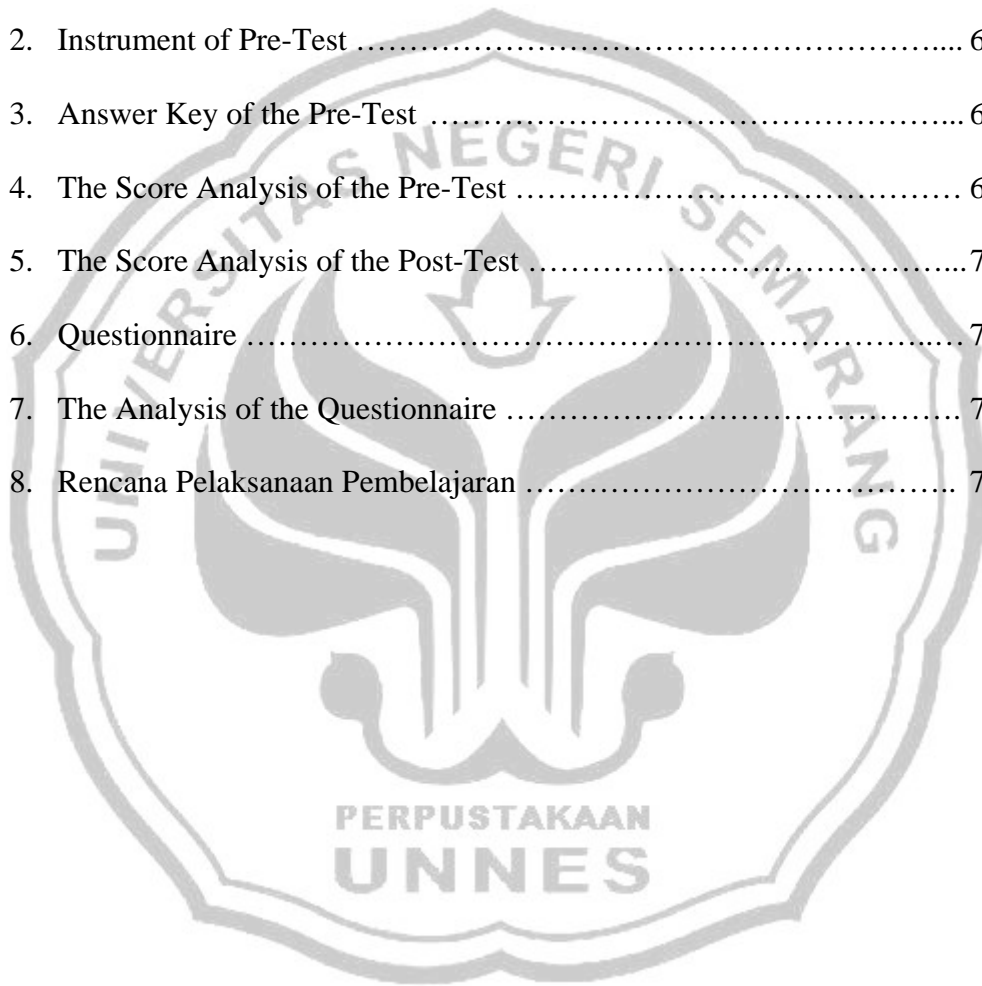 2. Instrument of Pre-Test ………………………………………………….... 6
3. Answer Key of the Pre-Test ……………………………………………... 6
4. The Score Analysis of the Pre-Test ……………………………………… 6
5. The Score Analysis of the Post-Test …………………………………... 7
6. Questionnaire ………………………………………………………….… 7
7. The Analysis of the Questionnaire ………………………………………. 7
8. Rencana Pelaksanaan Pembelajaran …………………………………….. 7
UNIVERSITAS NEGERI SEMARANG
PERPUSTAKAAN
UNNES